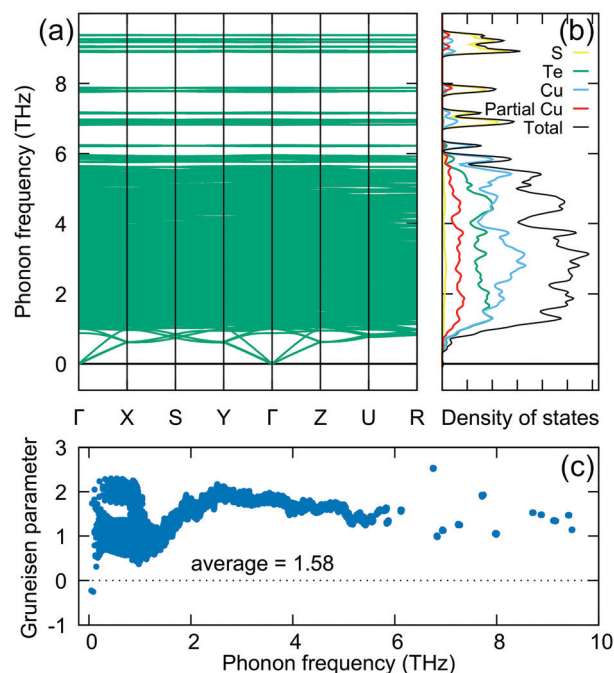 (a)
(b)
8
6
4
2
0
Phonon frequency (THz)
S
Te
Cu
Partial Cu
Total
Γ X S Y Γ Z U R
Density of states
(c)
3
2
1
0
-1
Gruneisen parameter
average = 1.58
0 2 4 6 8 10
Phonon frequency (THz)